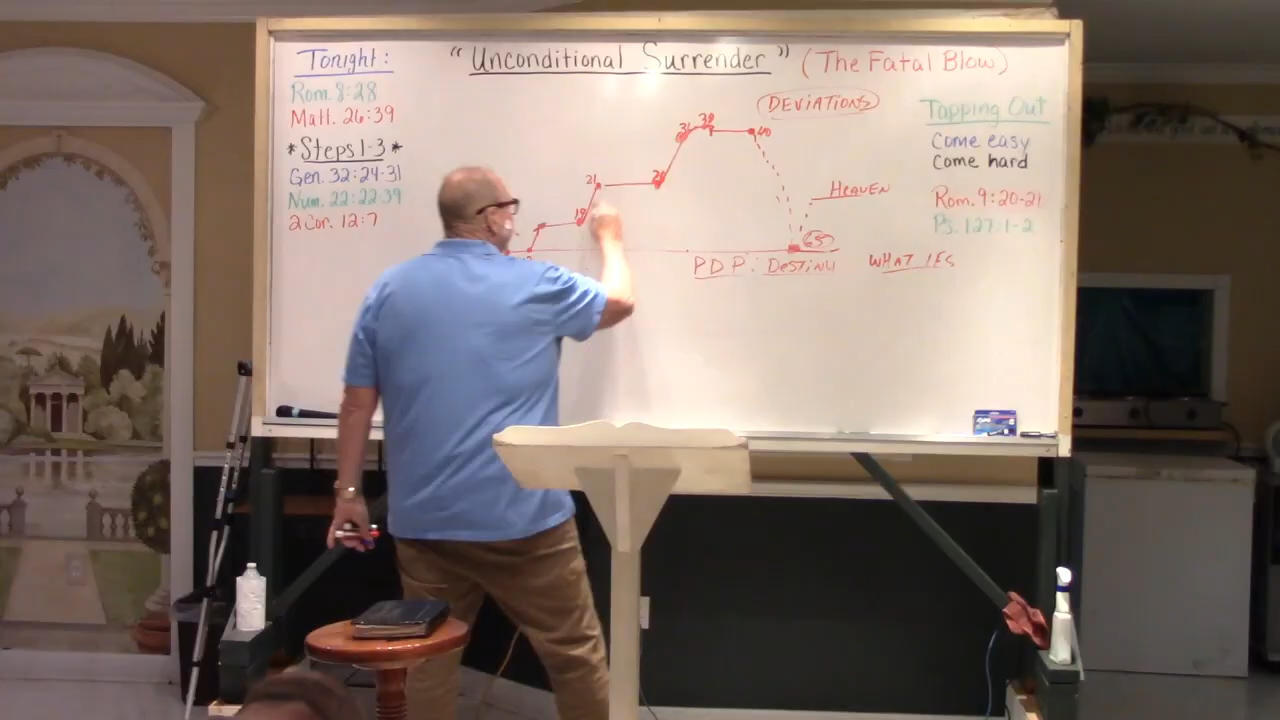 Tonight:
Rom. 8:28
Matt. 26:39
*Steps 1-3*
Gen. 32:24-31
Num. 22:22-39
2 Cor. 12:7
"Unconditional Surrender" (The Fatal Blow)
DEVIATIONS
21
18
28
31
38
40
HEAVEN
65
PDP: DESTINY
WHAT IES
Tapping Out
Come easy
Come hard
Rom. 9:20-21
Ps. 127:1-2